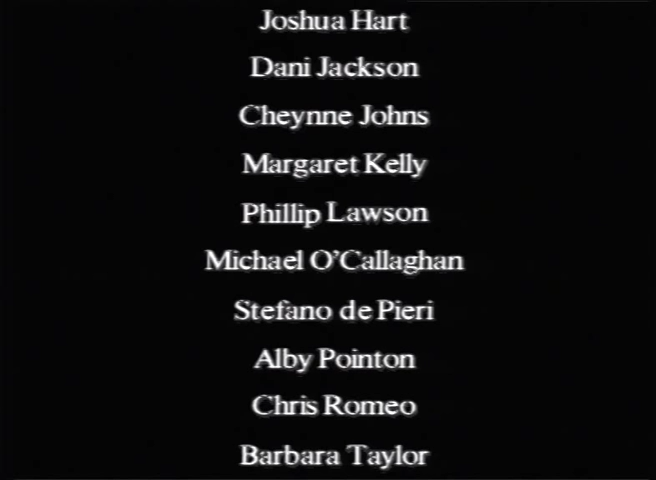 Joshua Hart
Dani Jackson
Cheynne Johns
Margaret Kelly
Phillip Lawson
Michael O'Callaghan
Stefano de Pieri
Alby Pointon
Chris Romeo
Barbara Taylor